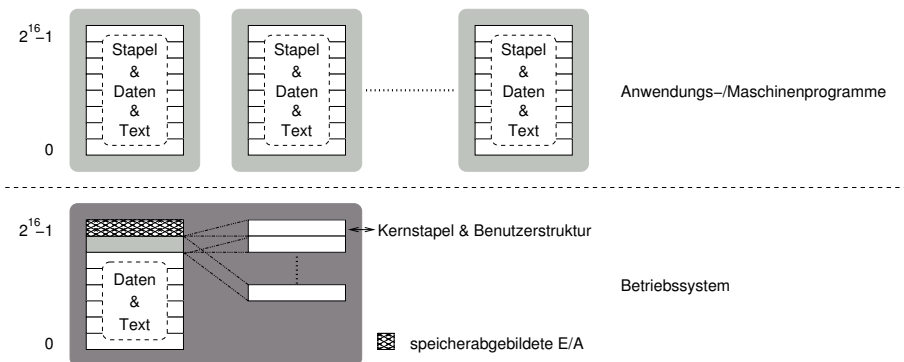 2^16−1
Stapel
&
Daten
&
Text
0
Stapel
&
Daten
&
Text
Stapel
&
Daten
&
Text
Anwendungs−/Maschinenprogramme
2^16−1
Daten
&
Text
0
Kernstapel & Benutzerstruktur
Betriebssystem
speicherabgebildete E/A